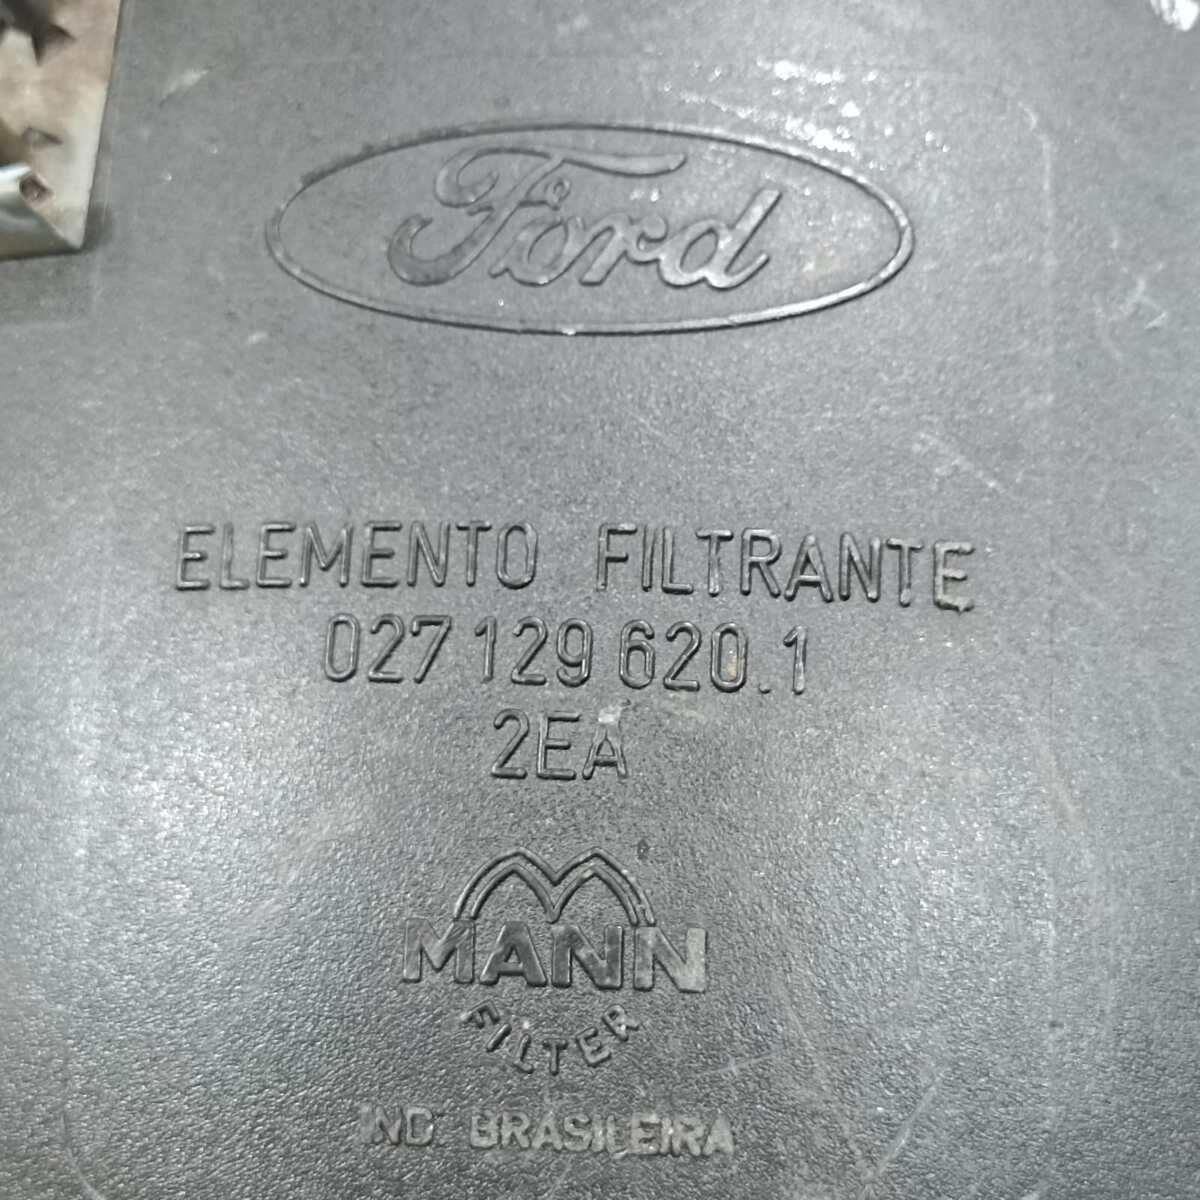 Ford
ELEMENTO FILTRANTE
027 129 620.1
2EA
MANN
FILTER
IND. BRASILEIRA